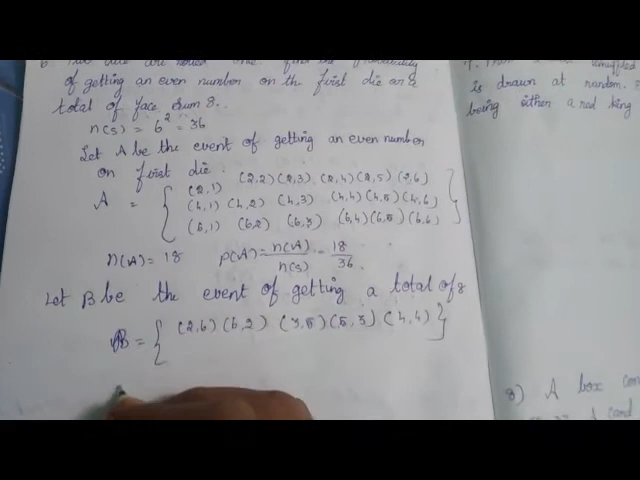 of getting an even number on the first die or a
total of face sum 8.
n(S) = 6² = 36
Let A be the event of getting an even number
on first die.
A = { (2,1) (2,2) (2,3) (2,4) (2,5) (2,6)
(4,1) (4,2) (4,3) (4,4) (4,5) (4,6)
(6,1) (6,2) (6,3) (6,4) (6,5) (6,6) }
n(A) = 18 p(A) = n(A)/n(S) = 18/36
Let B be the event of getting a total of 8
B = { (2,6) (6,2) (3,5) (5,3) (4,4) }
is drawn at random.
being either a red king
8) A box